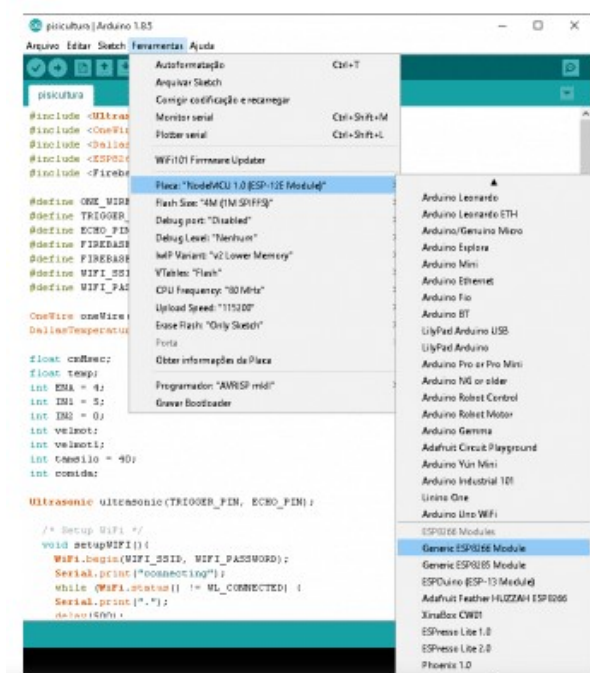 pisicultura | Arduino 1.8.5
Arquivo Editar Sketch Ferramentas Ajuda
pisicultura
#include <Ultras
#include <OneWir
#include <Dallas
#include <ESP826
#include <Fireba
#define ONE_WIRE
#define TRIGGER_
#define ECHO_PIN
#define FIREBASE
#define FIREBASE
#define WIFI_SSI
#define WIFI_PAS
OneWire oneWire
DallasTemperatur
float cmMsec;
float temp;
int ENA = 4;
int IN1 = 5;
int IN2 = 0;
int velmot;
int velmot1;
int tamsilo = 40;
int comida;
Ultrasonic ultrasonic(TRIGGER_PIN, ECHO_PIN);
/* Setup WiFi */
void setupWIFI(){
WiFi.begin(WIFI_SSID, WIFI_PASSWORD);
Serial.print("connecting");
while (WiFi.status() != WL_CONNECTED) {
Serial.print(".");
delay(500);
Autoformatação Ctrl+T
Arquivar Sketch
Corrigir codificação e recarregar
Monitor serial Ctrl+Shift+M
Plotter serial Ctrl+Shift+L
WiFi101 Firmware Updater
Placa: "NodeMCU 1.0 (ESP-12E Module)"
Flash Size: "4M (1M SPIFFS)"
Debug port: "Disabled"
Debug Level: "Nenhum"
lwIP Variant: "v2 Lower Memory"
VTables: "Flash"
CPU Frequency: "80 MHz"
Upload Speed: "115200"
Erase Flash: "Only Sketch"
Porta
Obter informações da Placa
Programador: "AVRISP mkII"
Gravar Bootloader
Arduino Leonardo
Arduino Leonardo ETH
Arduino/Genuino Micro
Arduino Esplora
Arduino Mini
Arduino Ethernet
Arduino Fio
Arduino BT
LilyPad Arduino USB
LilyPad Arduino
Arduino Pro or Pro Mini
Arduino NG or older
Arduino Robot Control
Arduino Robot Motor
Arduino Gemma
Adafruit Circuit Playground
Arduino Yún Mini
Arduino Industrial 101
Linino One
Arduino Uno WiFi
ESP8266 Modules
Generic ESP8266 Module
Generic ESP8285 Module
ESPDuino (ESP-13 Module)
Adafruit Feather HUZZAH ESP8266
XinaBox CW01
ESPresso Lite 1.0
ESPresso Lite 2.0
Phoenix 1.0